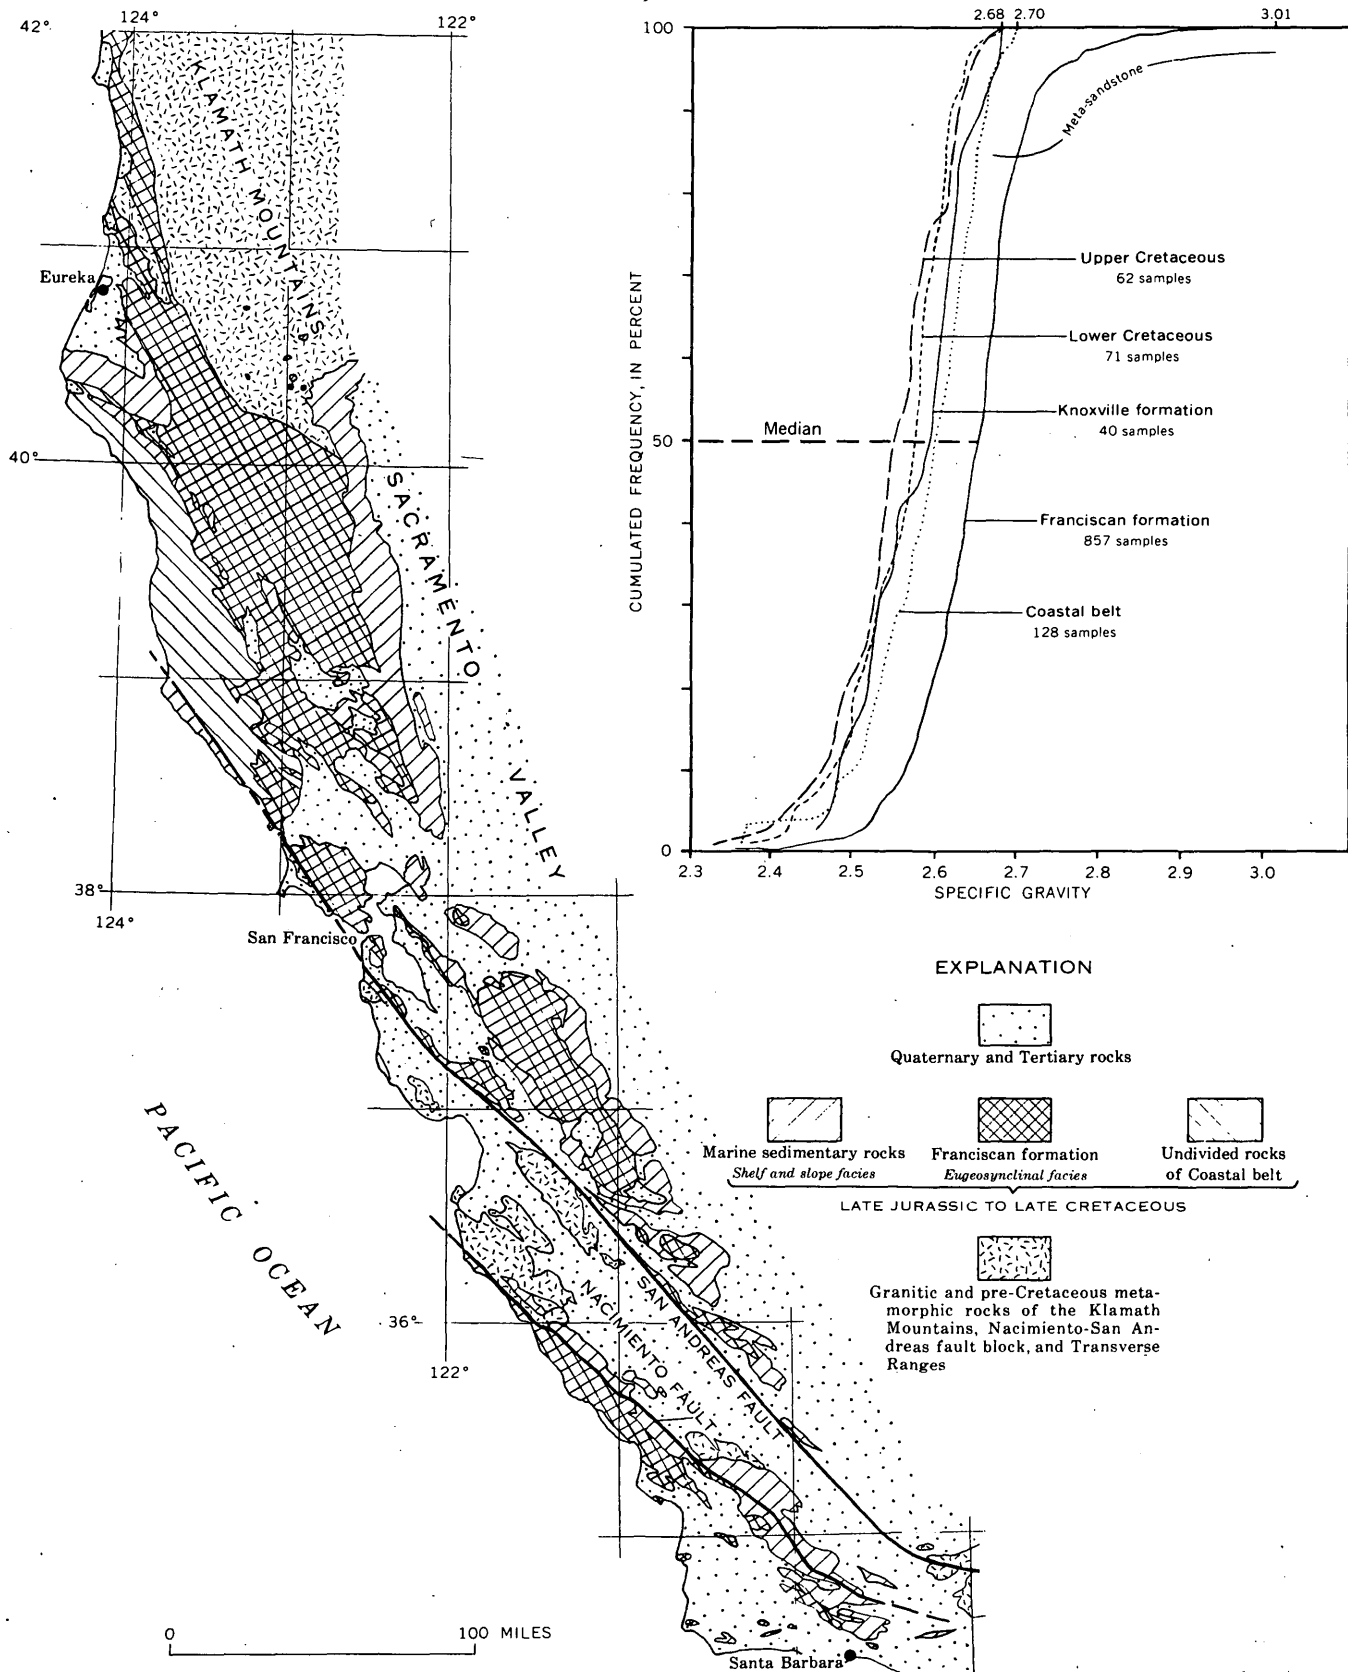 42°
124°
122°
KLAMATH MOUNTAINS
Eureka
40°
SACRAMENTO
VALLEY
38°
124°
San Francisco
PACIFIC OCEAN
SAN ANDREAS FAULT
NACIMIENTO FAULT
36°
122°
0 100 MILES
Santa Barbara
2.68 2.70 3.01
100
Meta-sandstone
CUMULATED FREQUENCY, IN PERCENT
Upper Cretaceous
62 samples
Lower Cretaceous
71 samples
Knoxville formation
40 samples
Median
50
Franciscan formation
857 samples
Coastal belt
128 samples
0
2.3 2.4 2.5 2.6 2.7 2.8 2.9 3.0
SPECIFIC GRAVITY
EXPLANATION
Quaternary and Tertiary rocks
Marine sedimentary rocks
Shelf and slope facies
Franciscan formation
Eugeosynclinal facies
Undivided rocks
of Coastal belt
LATE JURASSIC TO LATE CRETACEOUS
Granitic and pre-Cretaceous meta-
morphic rocks of the Klamath
Mountains, Nacimiento-San An-
dreas fault block, and Transverse
Ranges